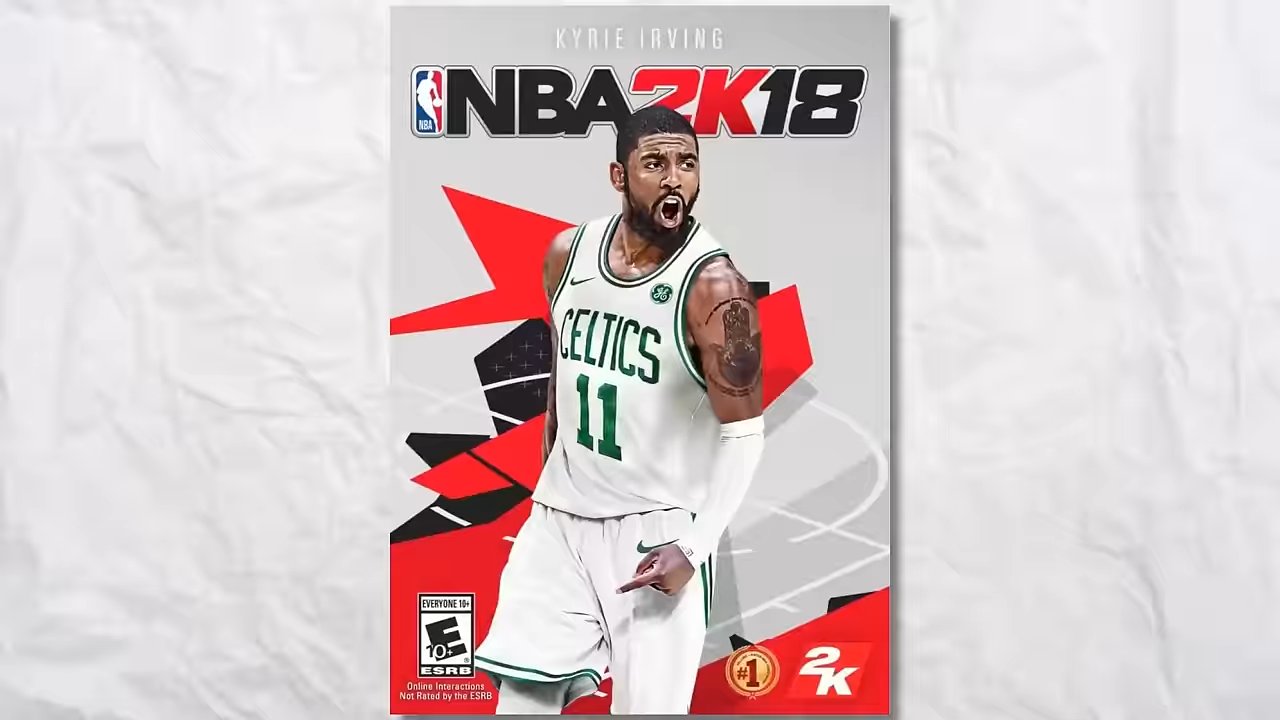 KYRIE IRVING
NBA
NBA2K18
CELTICS
11
EVERYONE 10+
E
10+
ESRB
Online Interactions
Not Rated by the ESRB
#1
2K